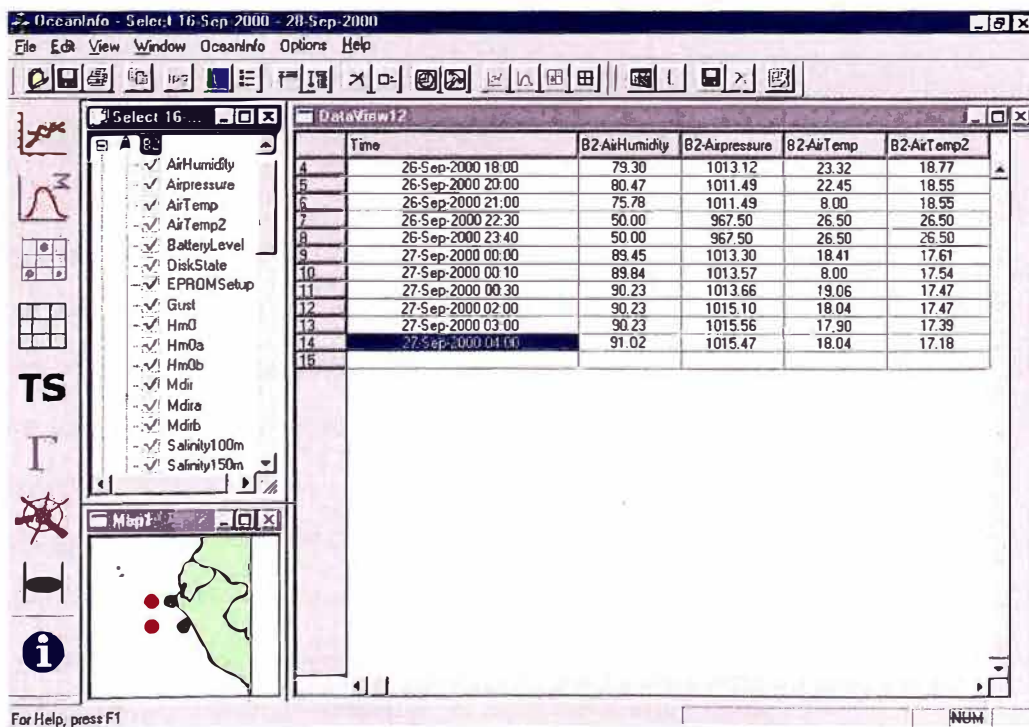 OceanInfo - Select 16-Sep-2000 - 28-Sep-2000
File Edit View Window OceanInfo Options Help
Select 16-...
B2
AirHumidity
Airpressure
AirTemp
AirTemp2
BatteryLevel
DiskState
EPROMSetup
Gust
Hm0
Hm0a
Hm0b
Mdir
Mdira
Mdirb
Salinity100m
Salinity150m
DataView12
Time B2-AirHumidity B2-Airpressure B2-AirTemp B2-AirTemp2
4 26-Sep-2000 18:00 79.30 1013.12 23.32 18.77
5 26-Sep-2000 20:00 80.47 1011.49 22.45 18.55
6 26-Sep-2000 21:00 75.78 1011.49 8.00 18.55
7 26-Sep-2000 22:30 50.00 967.50 26.50 26.50
8 26-Sep-2000 23:40 50.00 967.50 26.50 26.50
9 27-Sep-2000 00:00 89.45 1013.30 18.41 17.61
10 27-Sep-2000 00:10 89.84 1013.57 8.00 17.54
11 27-Sep-2000 00:30 90.23 1013.66 19.06 17.47
12 27-Sep-2000 02:00 90.23 1015.10 18.04 17.47
13 27-Sep-2000 03:00 90.23 1015.56 17.90 17.39
14 27-Sep-2000 04:00 91.02 1015.47 18.04 17.18
15
TS
Γ
Map1
For Help, press F1
NUM